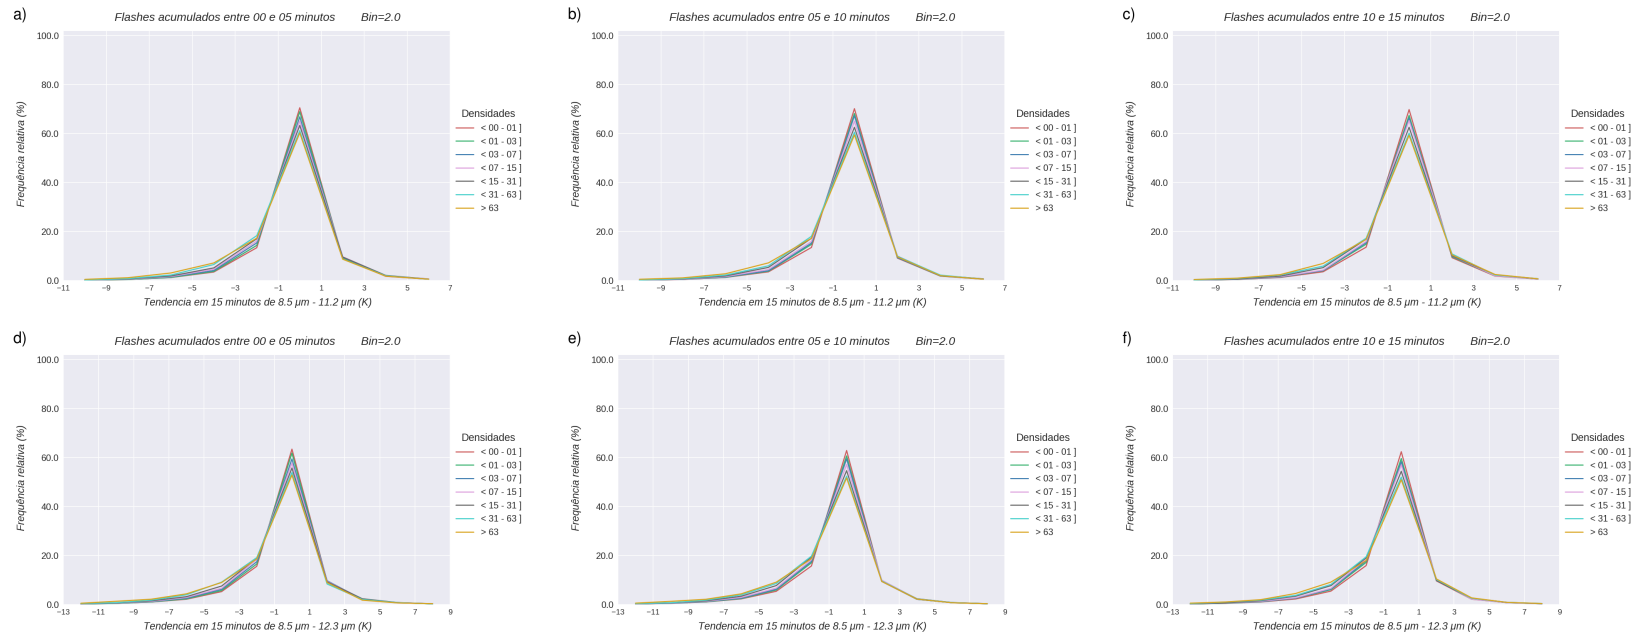 a)
Flashes acumulados entre 00 e 05 minutos Bin=2.0
Frequência relativa (%)
100.0
80.0
60.0
40.0
20.0
0.0
−11 −9 −7 −5 −3 −1 1 3 5 7
Tendencia em 15 minutos de 8.5 μm - 11.2 μm (K)
Densidades
< 00 - 01 ]
< 01 - 03 ]
< 03 - 07 ]
< 07 - 15 ]
< 15 - 31 ]
< 31 - 63 ]
> 63
b)
Flashes acumulados entre 05 e 10 minutos Bin=2.0
Frequência relativa (%)
100.0
80.0
60.0
40.0
20.0
0.0
−11 −9 −7 −5 −3 −1 1 3 5 7
Tendencia em 15 minutos de 8.5 μm - 11.2 μm (K)
Densidades
< 00 - 01 ]
< 01 - 03 ]
< 03 - 07 ]
< 07 - 15 ]
< 15 - 31 ]
< 31 - 63 ]
> 63
c)
Flashes acumulados entre 10 e 15 minutos Bin=2.0
Frequência relativa (%)
100.0
80.0
60.0
40.0
20.0
0.0
−11 −9 −7 −5 −3 −1 1 3 5 7
Tendencia em 15 minutos de 8.5 μm - 11.2 μm (K)
Densidades
< 00 - 01 ]
< 01 - 03 ]
< 03 - 07 ]
< 07 - 15 ]
< 15 - 31 ]
< 31 - 63 ]
> 63
d)
Flashes acumulados entre 00 e 05 minutos Bin=2.0
Frequência relativa (%)
100.0
80.0
60.0
40.0
20.0
0.0
−13 −11 −9 −7 −5 −3 −1 1 3 5 7 9
Tendencia em 15 minutos de 8.5 μm - 12.3 μm (K)
Densidades
< 00 - 01 ]
< 01 - 03 ]
< 03 - 07 ]
< 07 - 15 ]
< 15 - 31 ]
< 31 - 63 ]
> 63
e)
Flashes acumulados entre 05 e 10 minutos Bin=2.0
Frequência relativa (%)
100.0
80.0
60.0
40.0
20.0
0.0
−13 −11 −9 −7 −5 −3 −1 1 3 5 7 9
Tendencia em 15 minutos de 8.5 μm - 12.3 μm (K)
Densidades
< 00 - 01 ]
< 01 - 03 ]
< 03 - 07 ]
< 07 - 15 ]
< 15 - 31 ]
< 31 - 63 ]
> 63
f)
Flashes acumulados entre 10 e 15 minutos Bin=2.0
Frequência relativa (%)
100.0
80.0
60.0
40.0
20.0
0.0
−13 −11 −9 −7 −5 −3 −1 1 3 5 7 9
Tendencia em 15 minutos de 8.5 μm - 12.3 μm (K)
Densidades
< 00 - 01 ]
< 01 - 03 ]
< 03 - 07 ]
< 07 - 15 ]
< 15 - 31 ]
< 31 - 63 ]
> 63